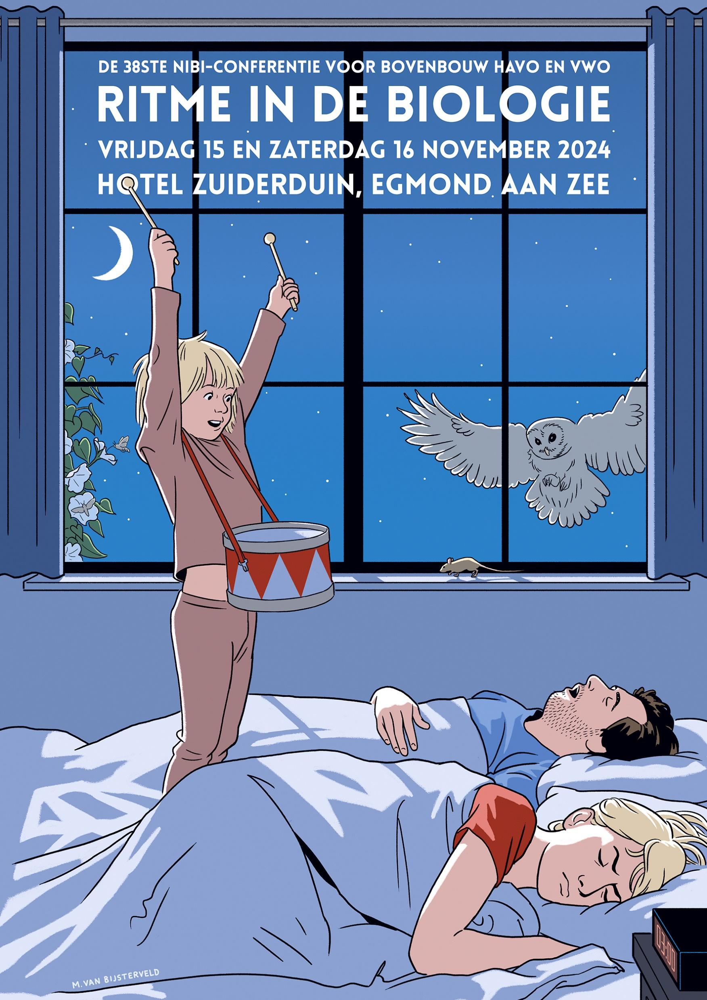 DE 38STE NIBI-CONFERENTIE VOOR BOVENBOUW HAVO EN VWO
RITME IN DE BIOLOGIE
VRIJDAG 15 EN ZATERDAG 16 NOVEMBER 2024
HOTEL ZUIDERDUIN, EGMOND AAN ZEE
03:00
M. VAN BIJSTERVELD